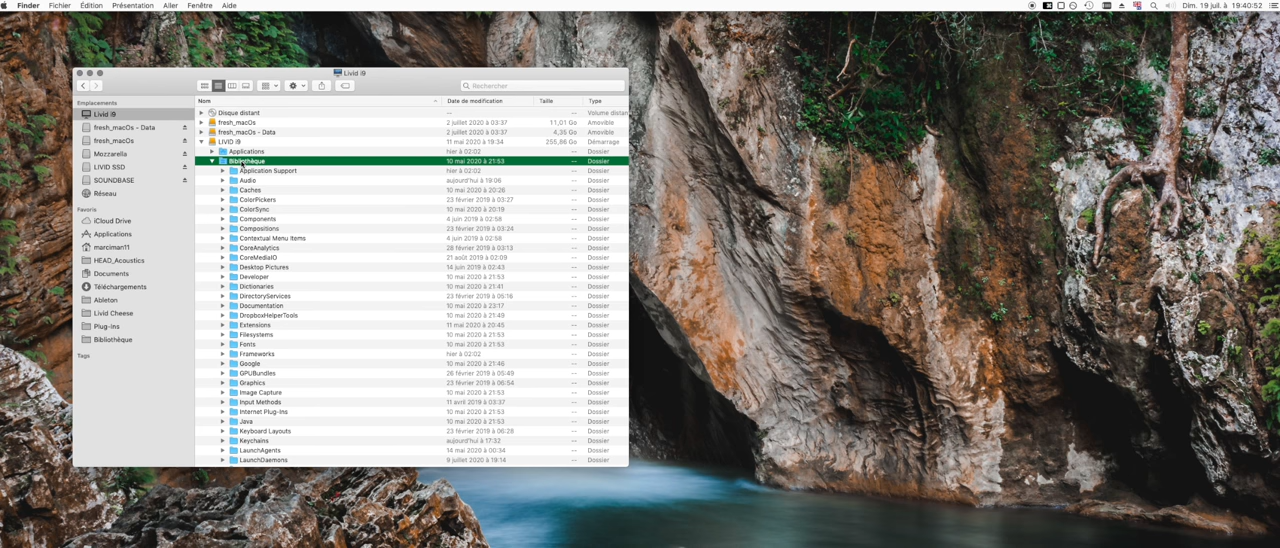 Finder Fichier Édition Présentation Aller Fenêtre Aide Dim. 19 juil. à 19:40:52
Livid i9
Rechercher
Emplacements
Livid i9
fresh_macOs - Data
fresh_macOs
Mozzarella
LIVID SSD
SOUNDBASE
Réseau
Favoris
iCloud Drive
Applications
marciman11
HEAD_Acoustics
Documents
Téléchargements
Ableton
Livid Cheese
Plug-Ins
Bibliothèque
Tags
Nom Date de modification Taille Type
Disque distant -- -- Volume distan
fresh_macOs 2 juillet 2020 à 03:37 11,01 Go Amovible
fresh_macOs - Data 2 juillet 2020 à 03:37 4,35 Go Amovible
LIVID i9 11 mai 2020 à 19:34 255,86 Go Démarrage
Applications hier à 02:02 -- Dossier
Bibliothèque 10 mai 2020 à 21:53 -- Dossier
Application Support hier à 02:02 -- Dossier
Audio aujourd'hui à 19:06 -- Dossier
Caches 10 mai 2020 à 20:26 -- Dossier
ColorPickers 23 février 2019 à 03:27 -- Dossier
ColorSync 10 mai 2020 à 20:19 -- Dossier
Components 4 juin 2019 à 02:58 -- Dossier
Compositions 23 février 2019 à 03:24 -- Dossier
Contextual Menu Items 4 juin 2019 à 02:58 -- Dossier
CoreAnalytics 28 février 2019 à 03:13 -- Dossier
CoreMediaIO 21 août 2019 à 02:09 -- Dossier
Desktop Pictures 14 juin 2019 à 02:43 -- Dossier
Developer 10 mai 2020 à 21:53 -- Dossier
Dictionaries 10 mai 2020 à 21:41 -- Dossier
DirectoryServices 23 février 2019 à 05:16 -- Dossier
Documentation 10 mai 2020 à 23:17 -- Dossier
DropboxHelperTools 10 mai 2020 à 21:49 -- Dossier
Extensions 11 mai 2020 à 20:45 -- Dossier
Filesystems 10 mai 2020 à 21:53 -- Dossier
Fonts 10 mai 2020 à 21:53 -- Dossier
Frameworks hier à 02:02 -- Dossier
Google 10 mai 2020 à 21:46 -- Dossier
GPUBundles 26 février 2019 à 05:49 -- Dossier
Graphics 23 février 2019 à 06:54 -- Dossier
Image Capture 10 mai 2020 à 21:53 -- Dossier
Input Methods 11 avril 2019 à 03:37 -- Dossier
Internet Plug-Ins 10 mai 2020 à 21:53 -- Dossier
Java 10 mai 2020 à 21:53 -- Dossier
Keyboard Layouts 23 février 2019 à 06:28 -- Dossier
Keychains aujourd'hui à 17:32 -- Dossier
LaunchAgents 14 mai 2020 à 00:34 -- Dossier
LaunchDaemons 9 juillet 2020 à 19:14 -- Dossier